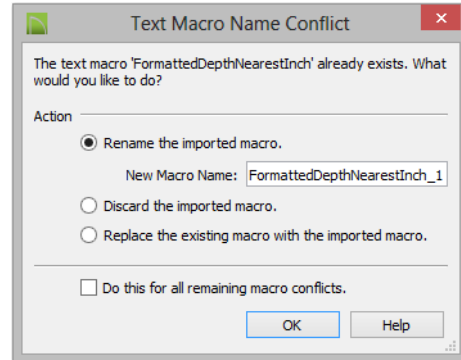 Text Macro Name Conflict
The text macro 'FormattedDepthNearestInch' already exists. What
would you like to do?
Action
Rename the imported macro.
New Macro Name: FormattedDepthNearestInch_1
Discard the imported macro.
Replace the existing macro with the imported macro.
Do this for all remaining macro conflicts.
OK Help